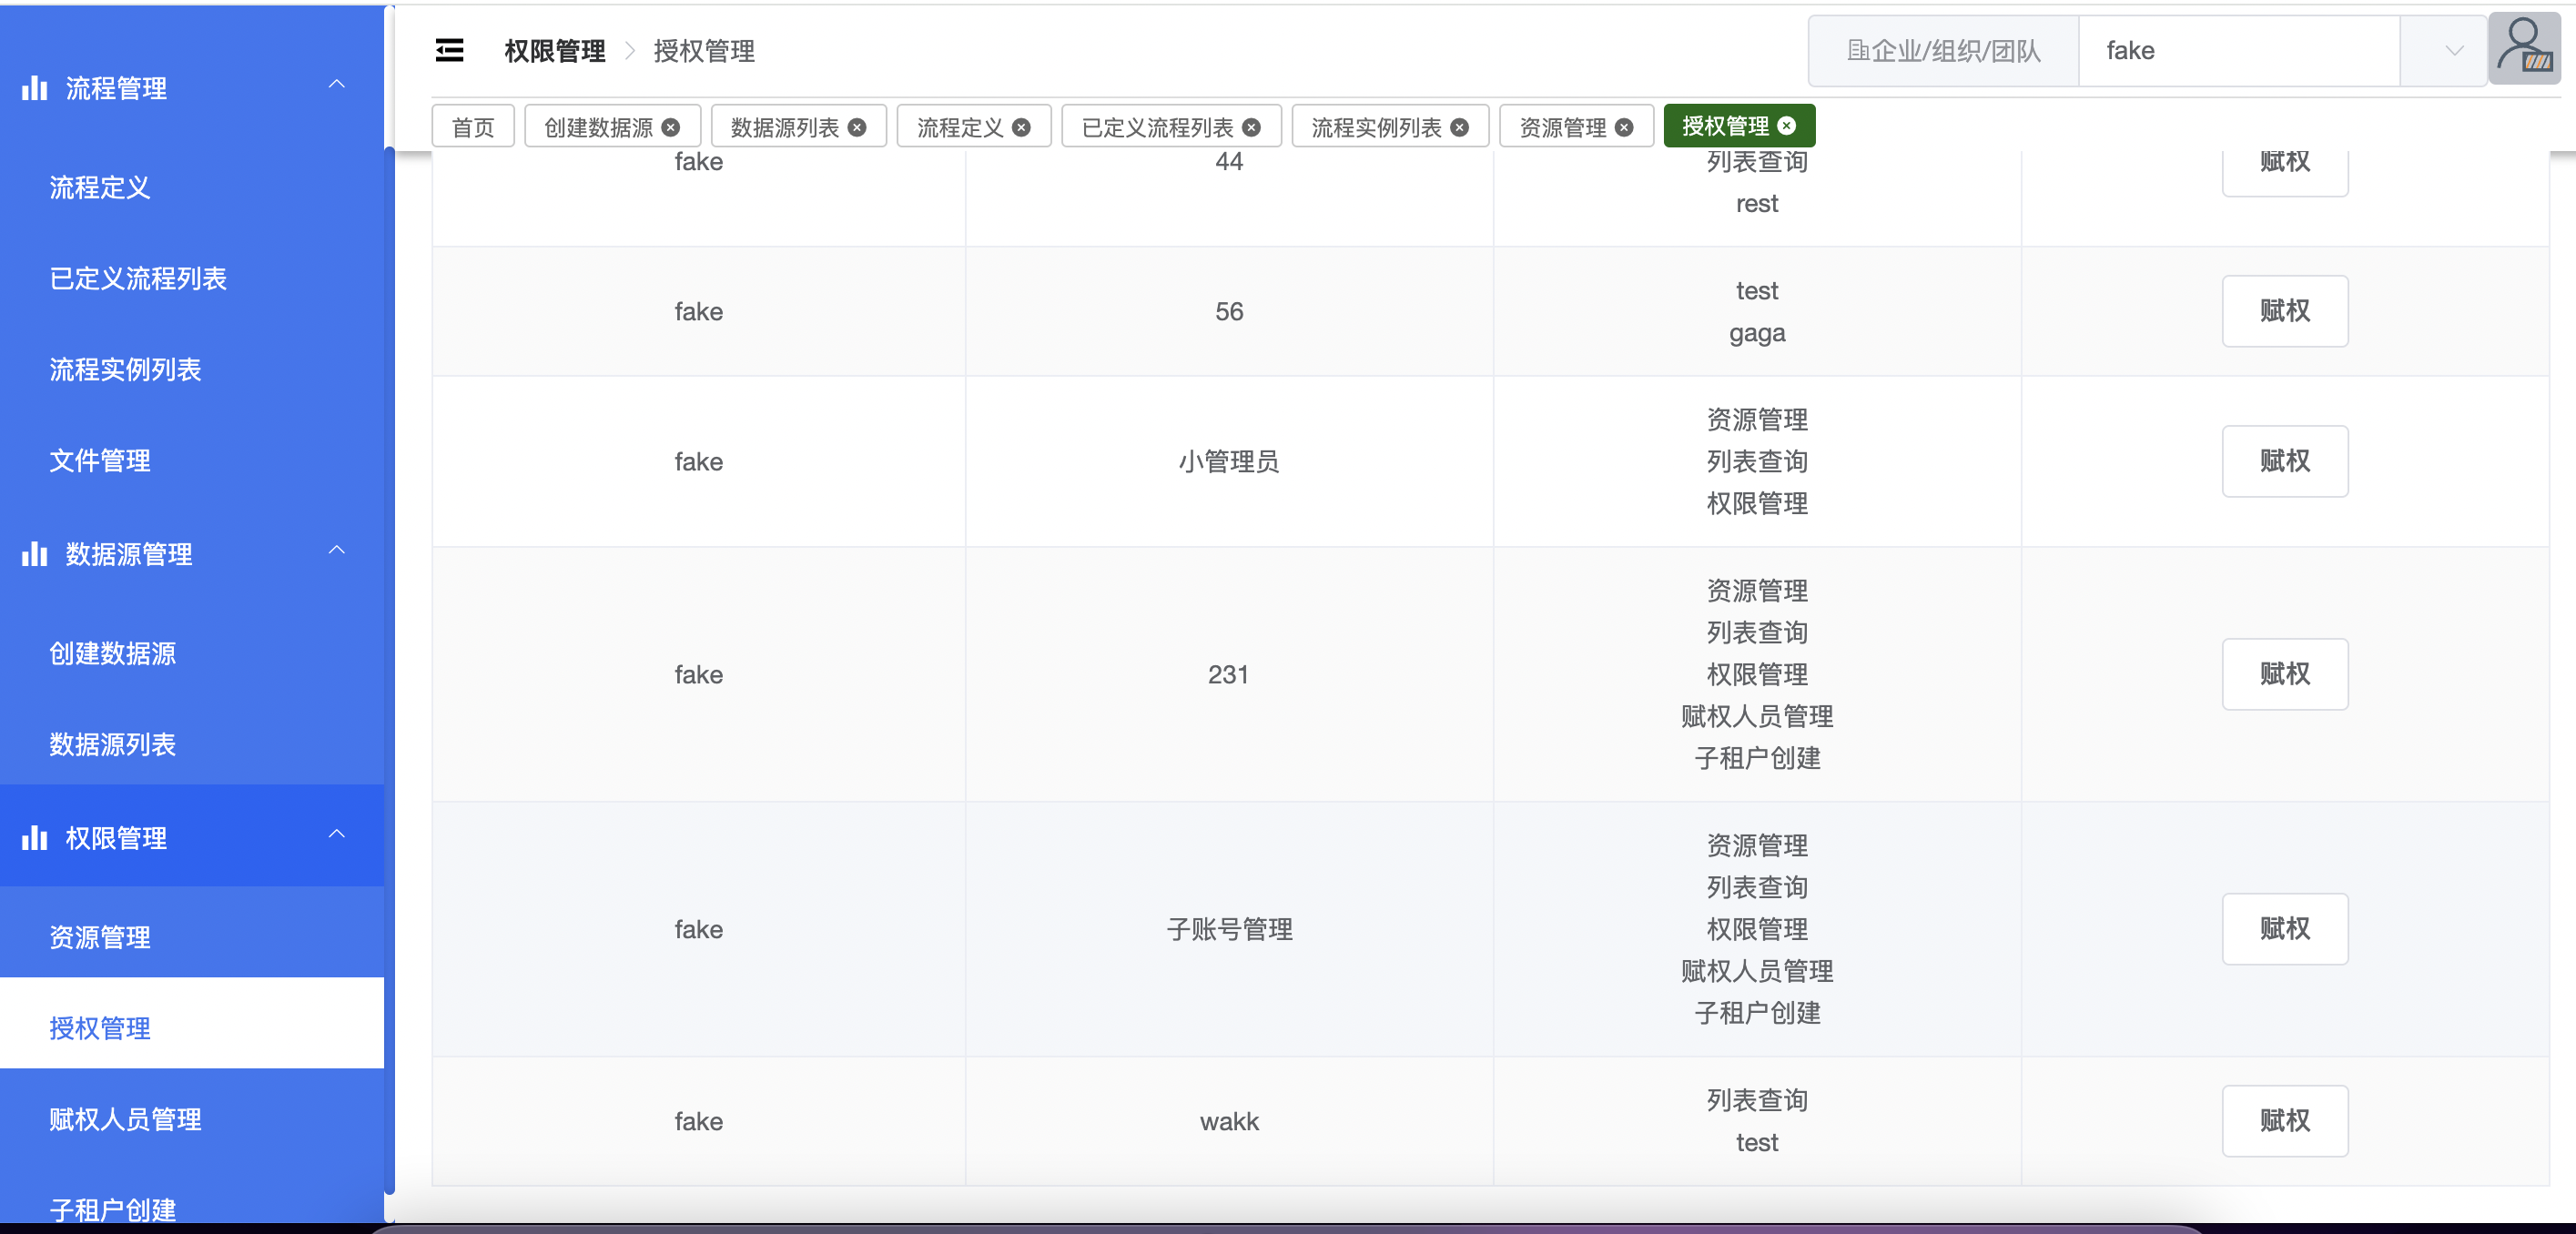 流程管理
流程定义
已定义流程列表
流程实例列表
文件管理
数据源管理
创建数据源
数据源列表
权限管理
资源管理
授权管理
赋权人员管理
子租户创建
权限管理 授权管理
企业/组织/团队 fake
首页 创建数据源 数据源列表 流程定义 已定义流程列表 流程实例列表 资源管理 授权管理
fake 44 列表查询 赋权
rest
fake 56 test 赋权
gaga
fake 小管理员 资源管理 赋权
列表查询
权限管理
fake 231 资源管理 赋权
列表查询
权限管理
赋权人员管理
子租户创建
fake 子账号管理 资源管理 赋权
列表查询
权限管理
赋权人员管理
子租户创建
fake wakk 列表查询 赋权
test